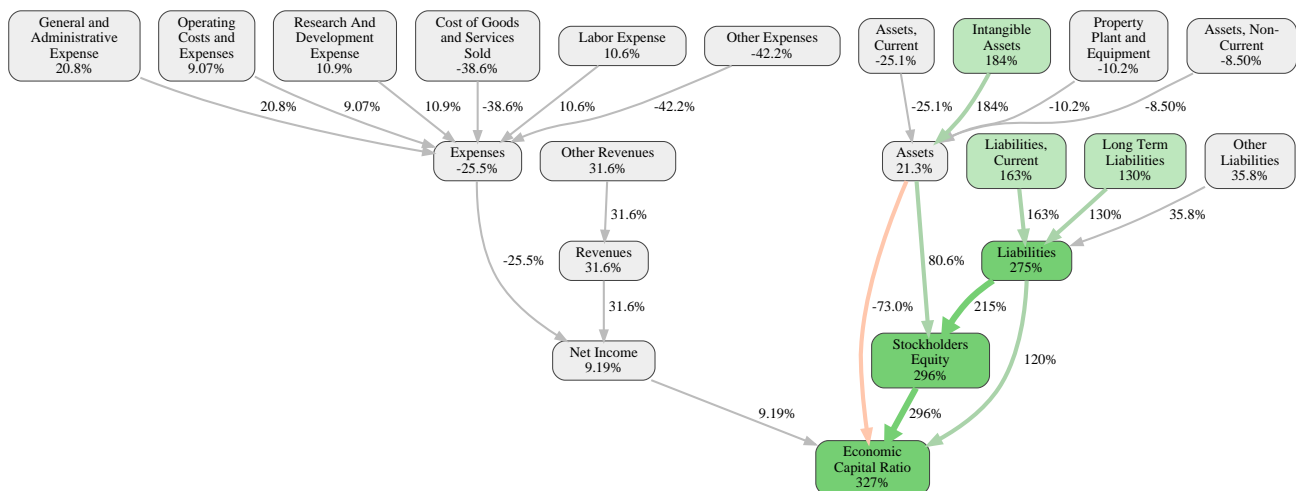 General and
Administrative
Expense
20.8%
Operating
Costs and
Expenses
9.07%
Research And
Development
Expense
10.9%
Cost of Goods
and Services
Sold
-38.6%
Labor Expense
10.6%
Other Expenses
-42.2%
Assets,
Current
-25.1%
Intangible
Assets
184%
Property
Plant and
Equipment
-10.2%
Assets, Non-
Current
-8.50%
20.8%
9.07%
10.9%
-38.6%
10.6%
-42.2%
-25.1%
184%
-10.2%
-8.50%
Expenses
-25.5%
Other Revenues
31.6%
Assets
21.3%
Liabilities,
Current
163%
Long Term
Liabilities
130%
Other
Liabilities
35.8%
31.6%
163%
130%
35.8%
-25.5%
Revenues
31.6%
80.6%
Liabilities
275%
31.6%
-73.0%
215%
Net Income
9.19%
Stockholders
Equity
296%
120%
9.19%
296%
Economic
Capital Ratio
327%